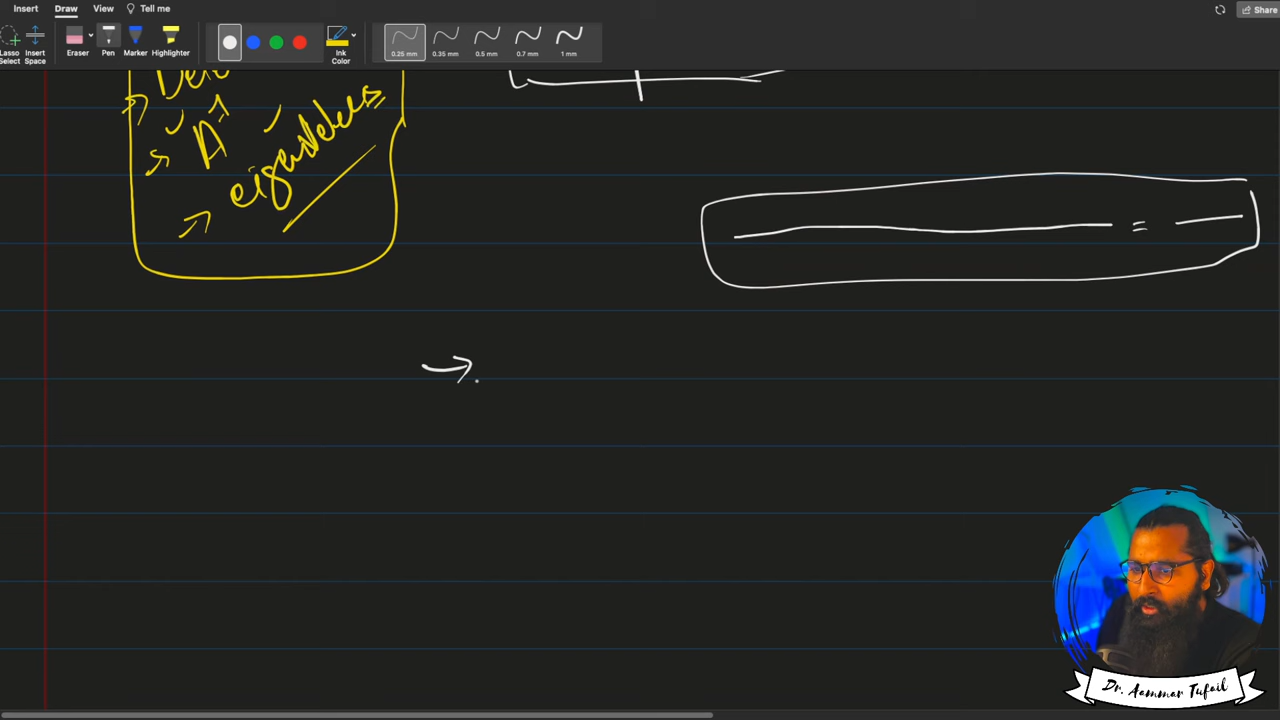 Insert Draw View Tell me
Share
Lasso Select
Insert Space
Eraser
Pen
Marker
Highlighter
Ink Color
0.25 mm
0.35 mm
0.5 mm
0.7 mm
1 mm
→ A⁻¹
=
→
Dr. Aammar Tufail